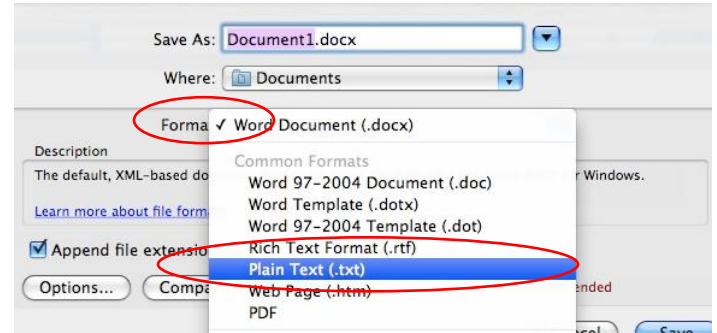 Save As: Document1.docx
Where: Documents
Forma ✓ Word Document (.docx)
Description
Common Formats
The default, XML-based do
r Windows.
Word 97-2004 Document (.doc)
Word Template (.dotx)
Learn more about file form
Word 97-2004 Template (.dot)
Append file extensio
Rich Text Format (.rtf)
Plain Text (.txt)
Options... Compa
Web Page (.htm)
ended
PDF
Save